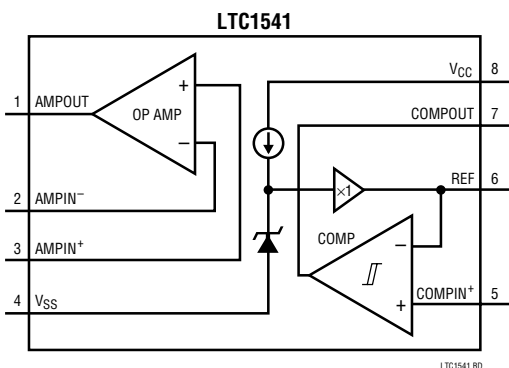 LTC1541
1 AMPOUT
2 AMPIN–
3 AMPIN+
4 VSS
OP AMP
+
–
×1
COMP
–
+
VCC 8
COMPOUT 7
REF 6
COMPIN+ 5
LTC1541 BD